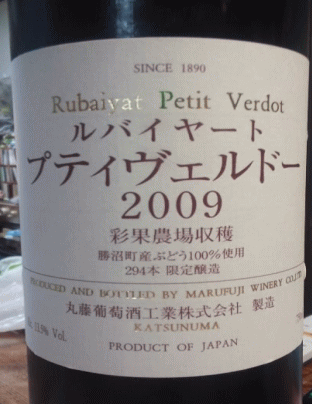 SINCE 1890
Rubaiyat Petit Verdot
ルバイヤート
プティヴェルドー
2009
彩果農場収穫
勝沼町産ぶどう100%使用
294本 限定醸造
PRODUCED AND BOTTLED BY MARUFUJI WINERY CO.,LTD.
丸藤葡萄酒工業株式会社 製造
KATSUNUMA
PRODUCT OF JAPAN